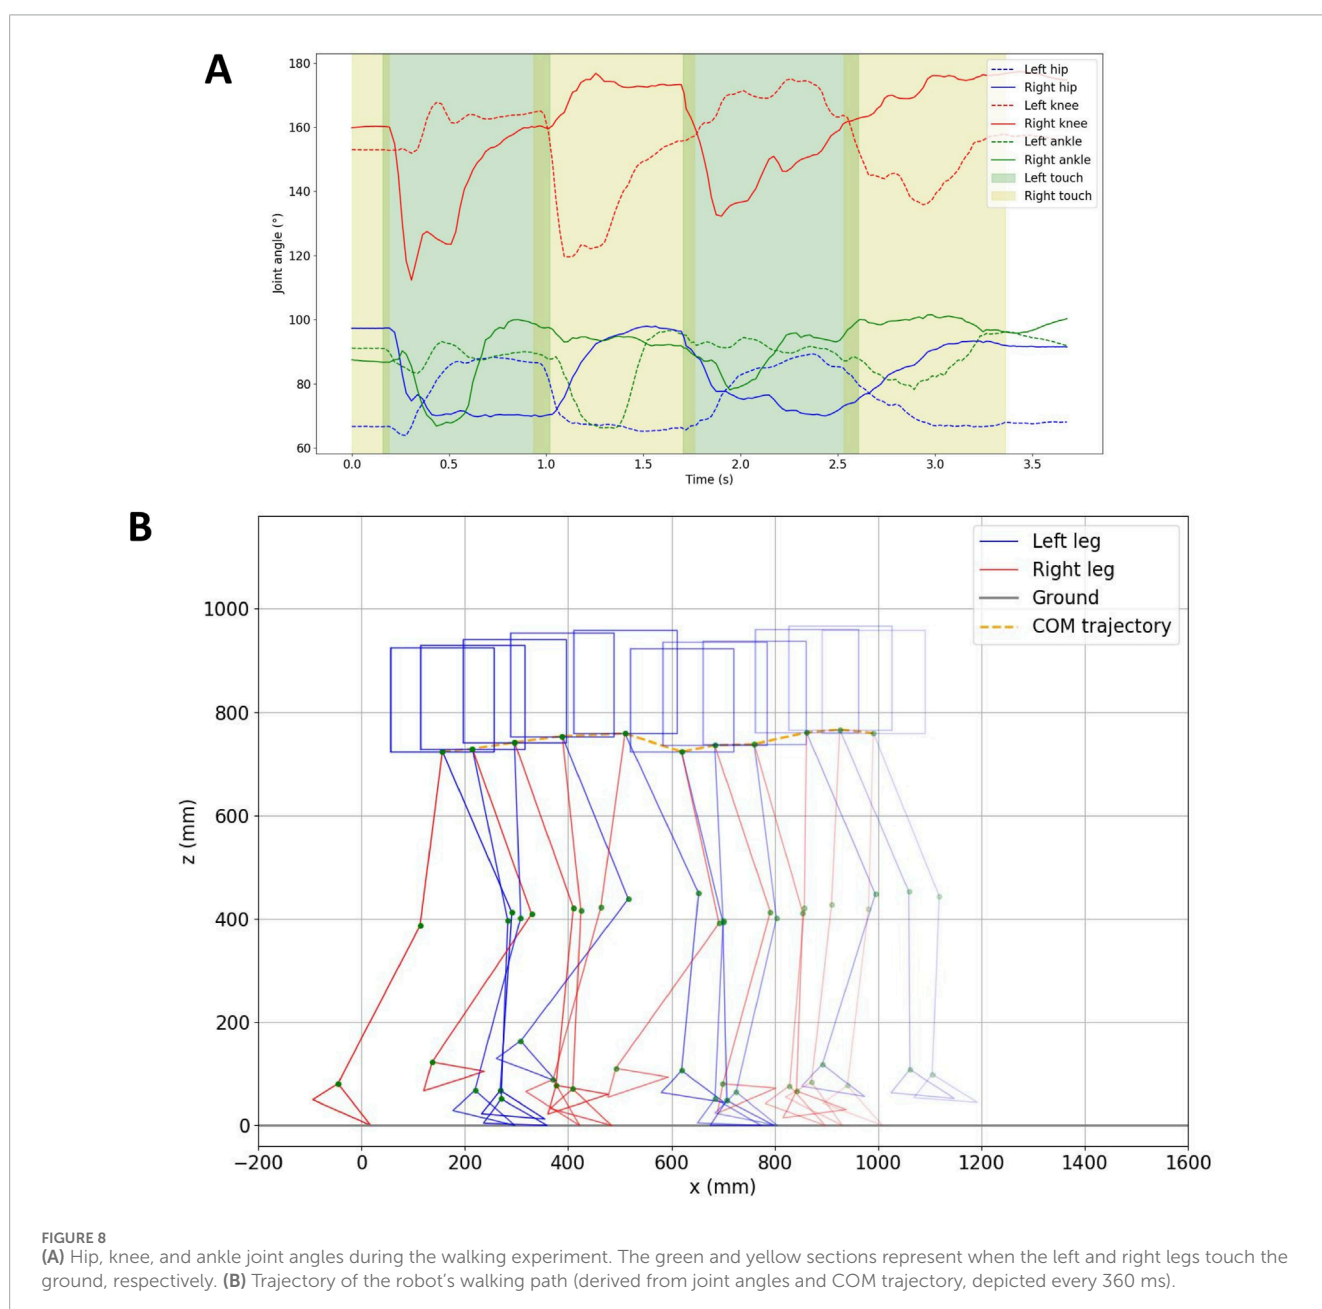 A
180
160
140
120
100
80
60
Joint angle (°)
0.0 0.5 1.0 1.5 2.0 2.5 3.0 3.5
Time (s)
Left hip
Right hip
Left knee
Right knee
Left ankle
Right ankle
Left touch
Right touch
B
1000
800
600
400
200
0
z (mm)
−200 0 200 400 600 800 1000 1200 1400 1600
x (mm)
Left leg
Right leg
Ground
COM trajectory
FIGURE 8
(A) Hip, knee, and ankle joint angles during the walking experiment. The green and yellow sections represent when the left and right legs touch the
ground, respectively. (B) Trajectory of the robot’s walking path (derived from joint angles and COM trajectory, depicted every 360 ms).